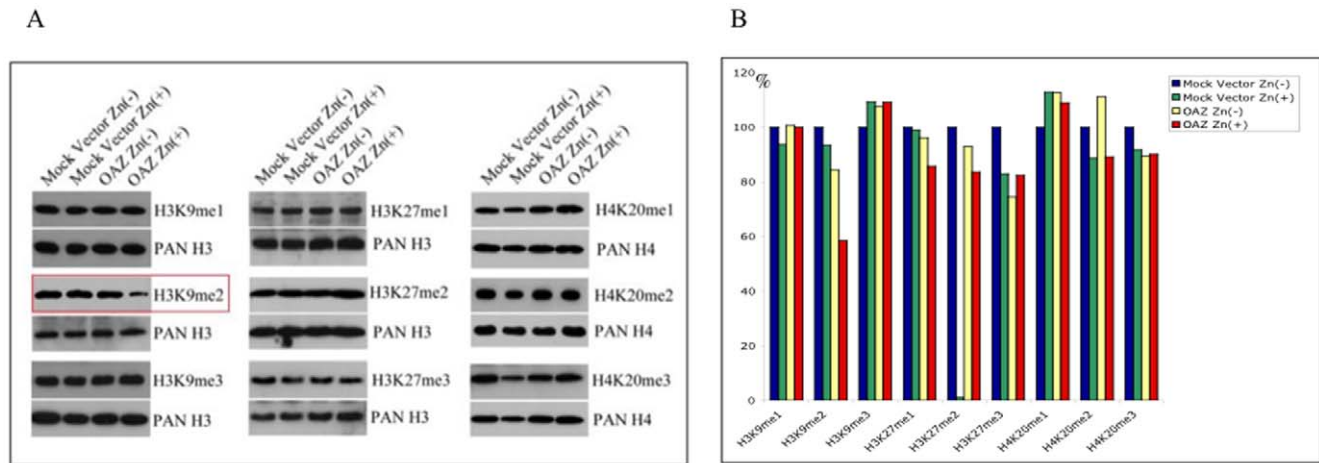 A
B
Mock Vector Zn(-)
Mock Vector Zn(+)
OAZ Zn(-)
OAZ Zn(+)
H3K9me1
PAN H3
H3K9me2
PAN H3
H3K9me3
PAN H3
Mock Vector Zn(-)
Mock Vector Zn(+)
OAZ Zn(-)
OAZ Zn(+)
H3K27me1
PAN H3
H3K27me2
PAN H3
H3K27me3
PAN H3
Mock Vector Zn(-)
Mock Vector Zn(+)
OAZ Zn(-)
OAZ Zn(+)
H4K20me1
PAN H4
H4K20me2
PAN H4
H4K20me3
PAN H4
%
120
100
80
60
40
20
0
H3K9me1
H3K9me2
H3K9me3
H3K27me1
H3K27me2
H3K27me3
H4K20me1
H4K20me2
H4K20me3
Mock Vector Zn(-)
Mock Vector Zn(+)
OAZ Zn(-)
OAZ Zn(+)